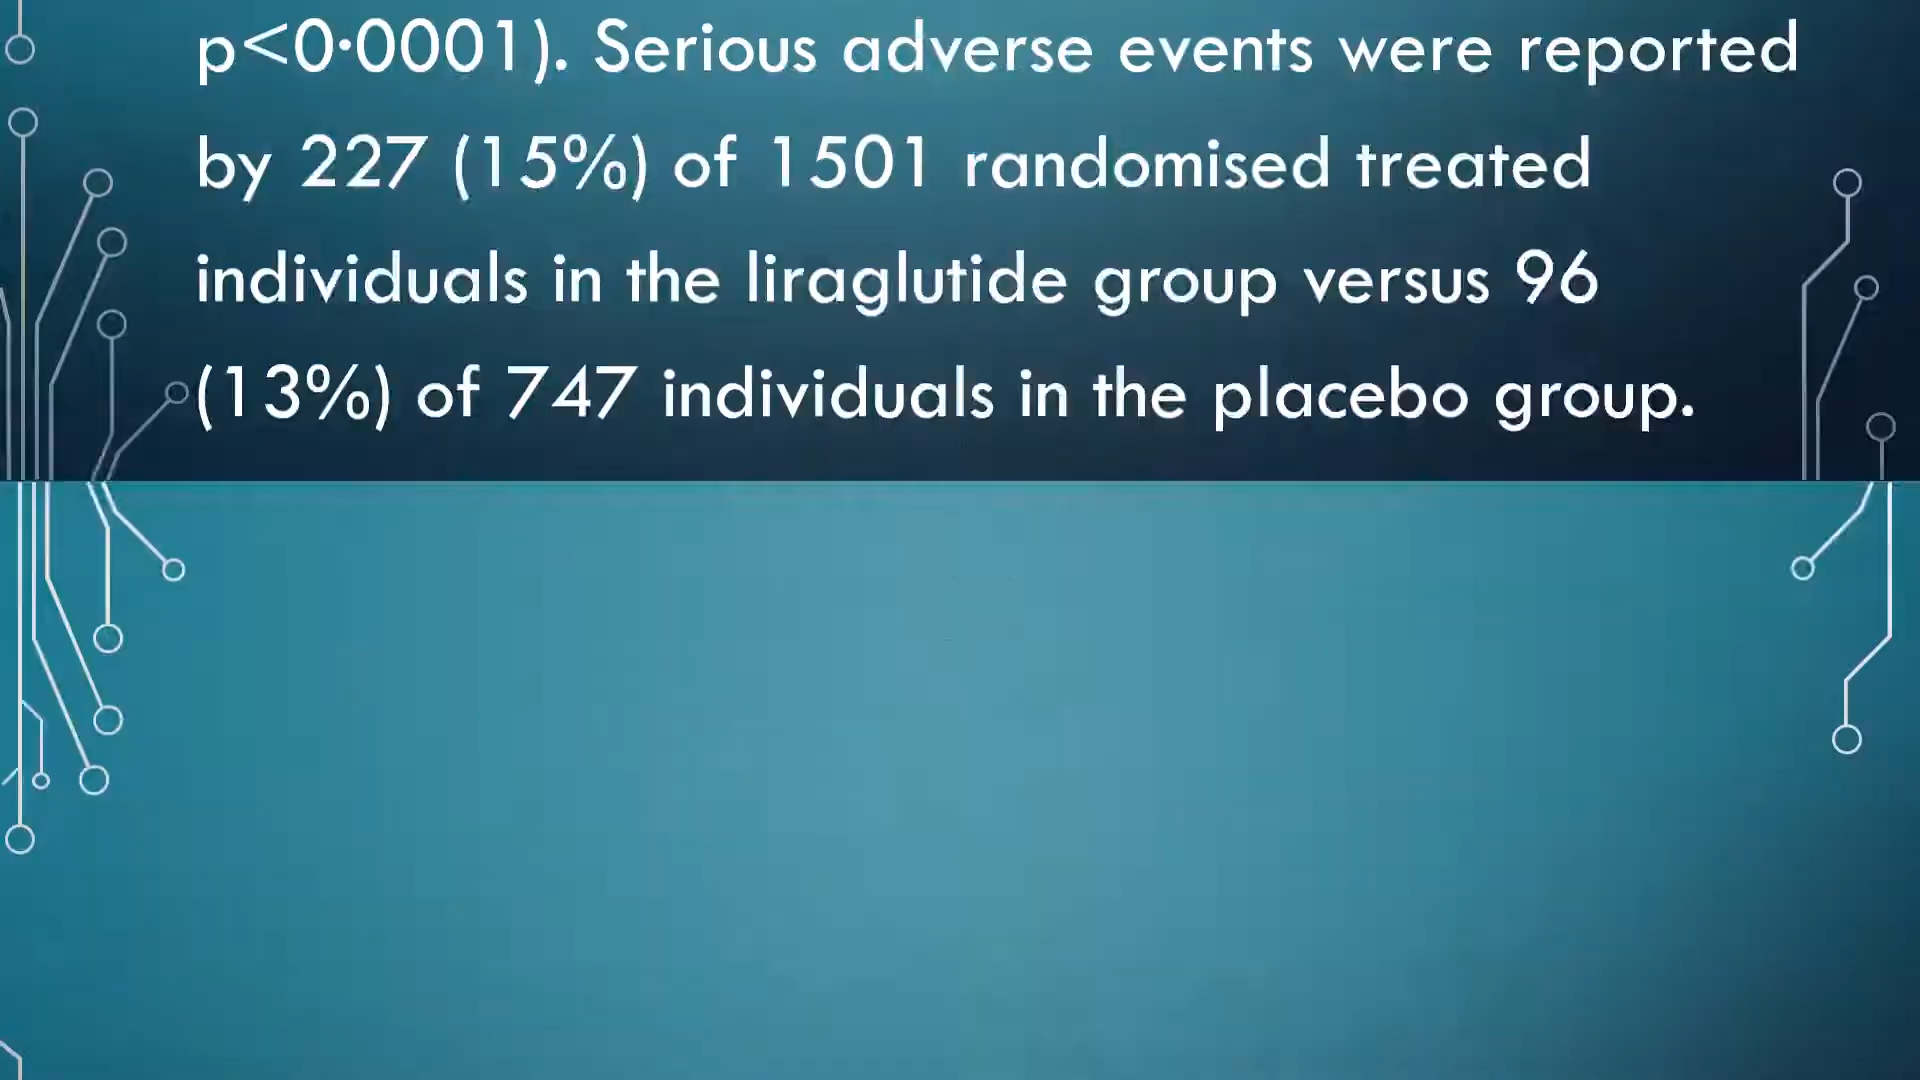 p<0·0001). Serious adverse events were reported
by 227 (15%) of 1501 randomised treated
individuals in the liraglutide group versus 96
(13%) of 747 individuals in the placebo group.